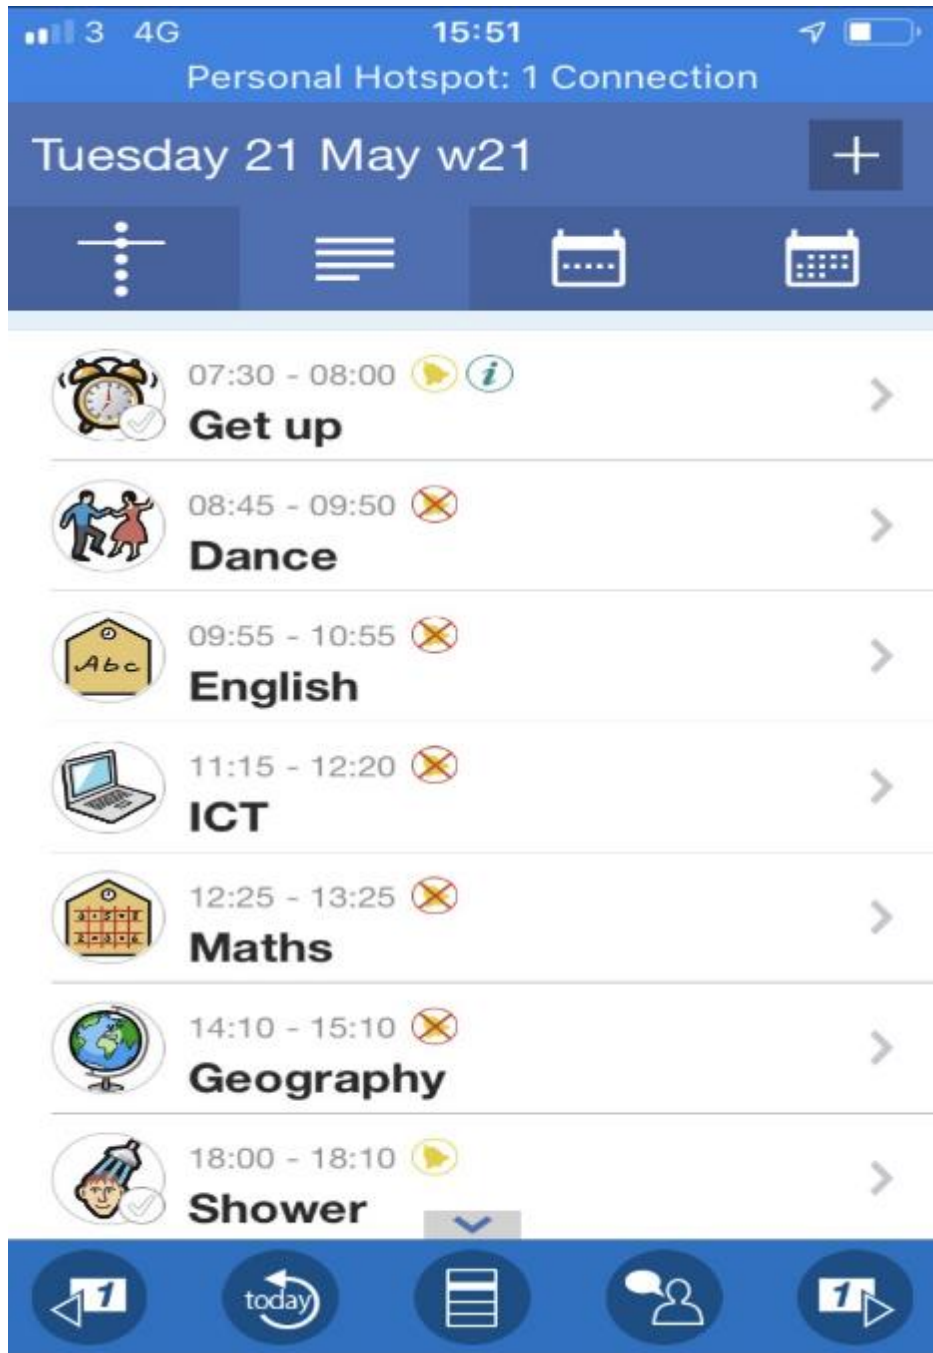 3 4G 15:51
Personal Hotspot: 1 Connection
Tuesday 21 May w21
07:30 - 08:00 i
Get up
08:45 - 09:50
Dance
09:55 - 10:55
Abc
English
11:15 - 12:20
ICT
12:25 - 13:25
Maths
14:10 - 15:10
Geography
18:00 - 18:10
Shower
1 today 1